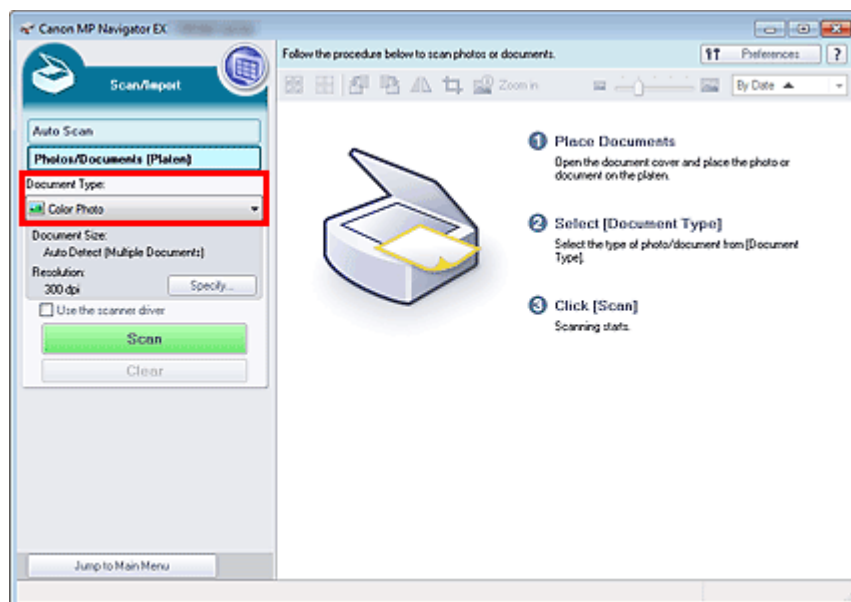 Canon MP Navigator EX
Scan/Import
Auto Scan
Photos/Documents (Platen)
Document Type:
Color Photo
Document Size:
Auto Detect (Multiple Documents)
Resolution:
300 dpi
Specify...
Use the scanner driver
Scan
Clear
Jump to Main Menu
Follow the procedure below to scan photos or documents.
Preferences
?
Zoom in
By Date
1 Place Documents
Open the document cover and place the photo or
document on the platen.
2 Select [Document Type]
Select the type of photo/document from [Document
Type].
3 Click [Scan]
Scanning starts.